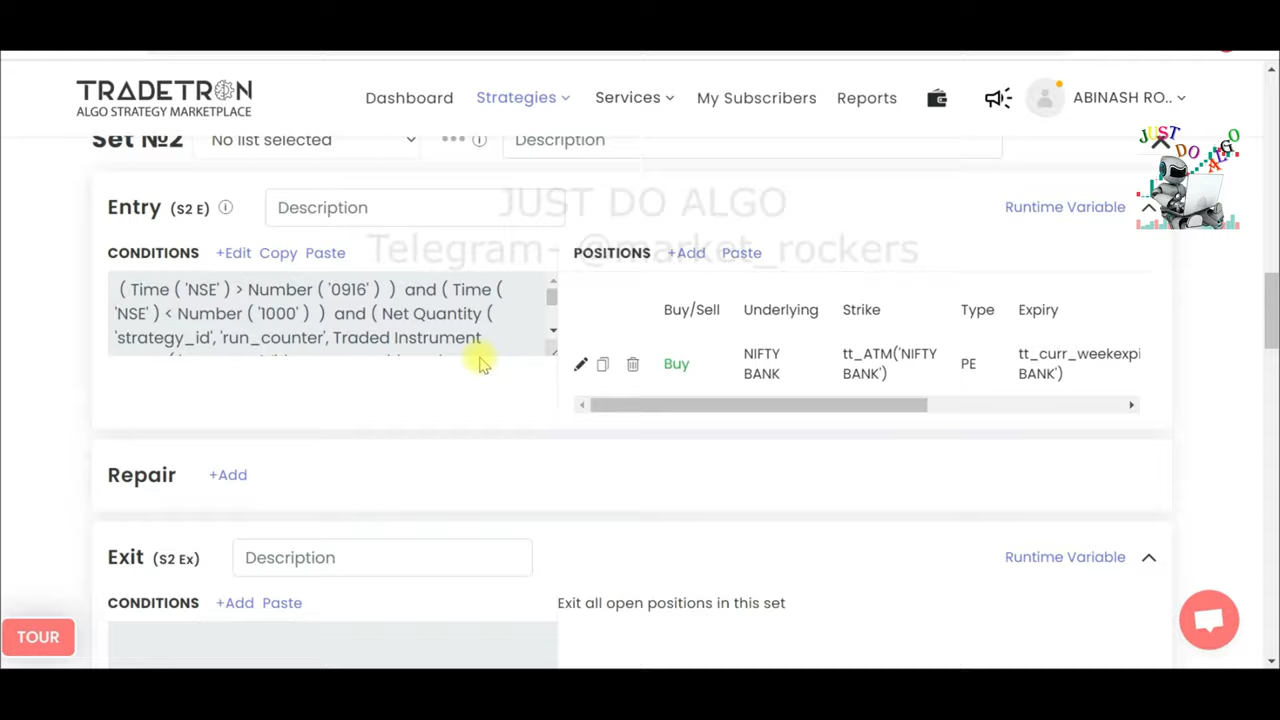 TRADETRON
ALGO STRATEGY MARKETPLACE
Dashboard
Strategies
Services
My Subscribers
Reports
ABINASH RO..
JUST DO ALGO
Set №2
No list selected
Description
Entry (S2 E)
Description
Runtime Variable
JUST DO ALGO
Telegram- @market_rockers
CONDITIONS +Edit Copy Paste
( Time ( 'NSE' ) > Number ( '0916' ) ) and ( Time (
'NSE' ) < Number ( '1000' ) ) and ( Net Quantity (
'strategy_id', 'run_counter', Traded Instrument
POSITIONS +Add Paste
Buy/Sell Underlying Strike Type Expiry
Buy NIFTY BANK tt_ATM('NIFTY BANK') PE tt_curr_weekexpi BANK')
Repair +Add
Exit (S2 Ex)
Description
Runtime Variable
CONDITIONS +Add Paste
Exit all open positions in this set
TOUR